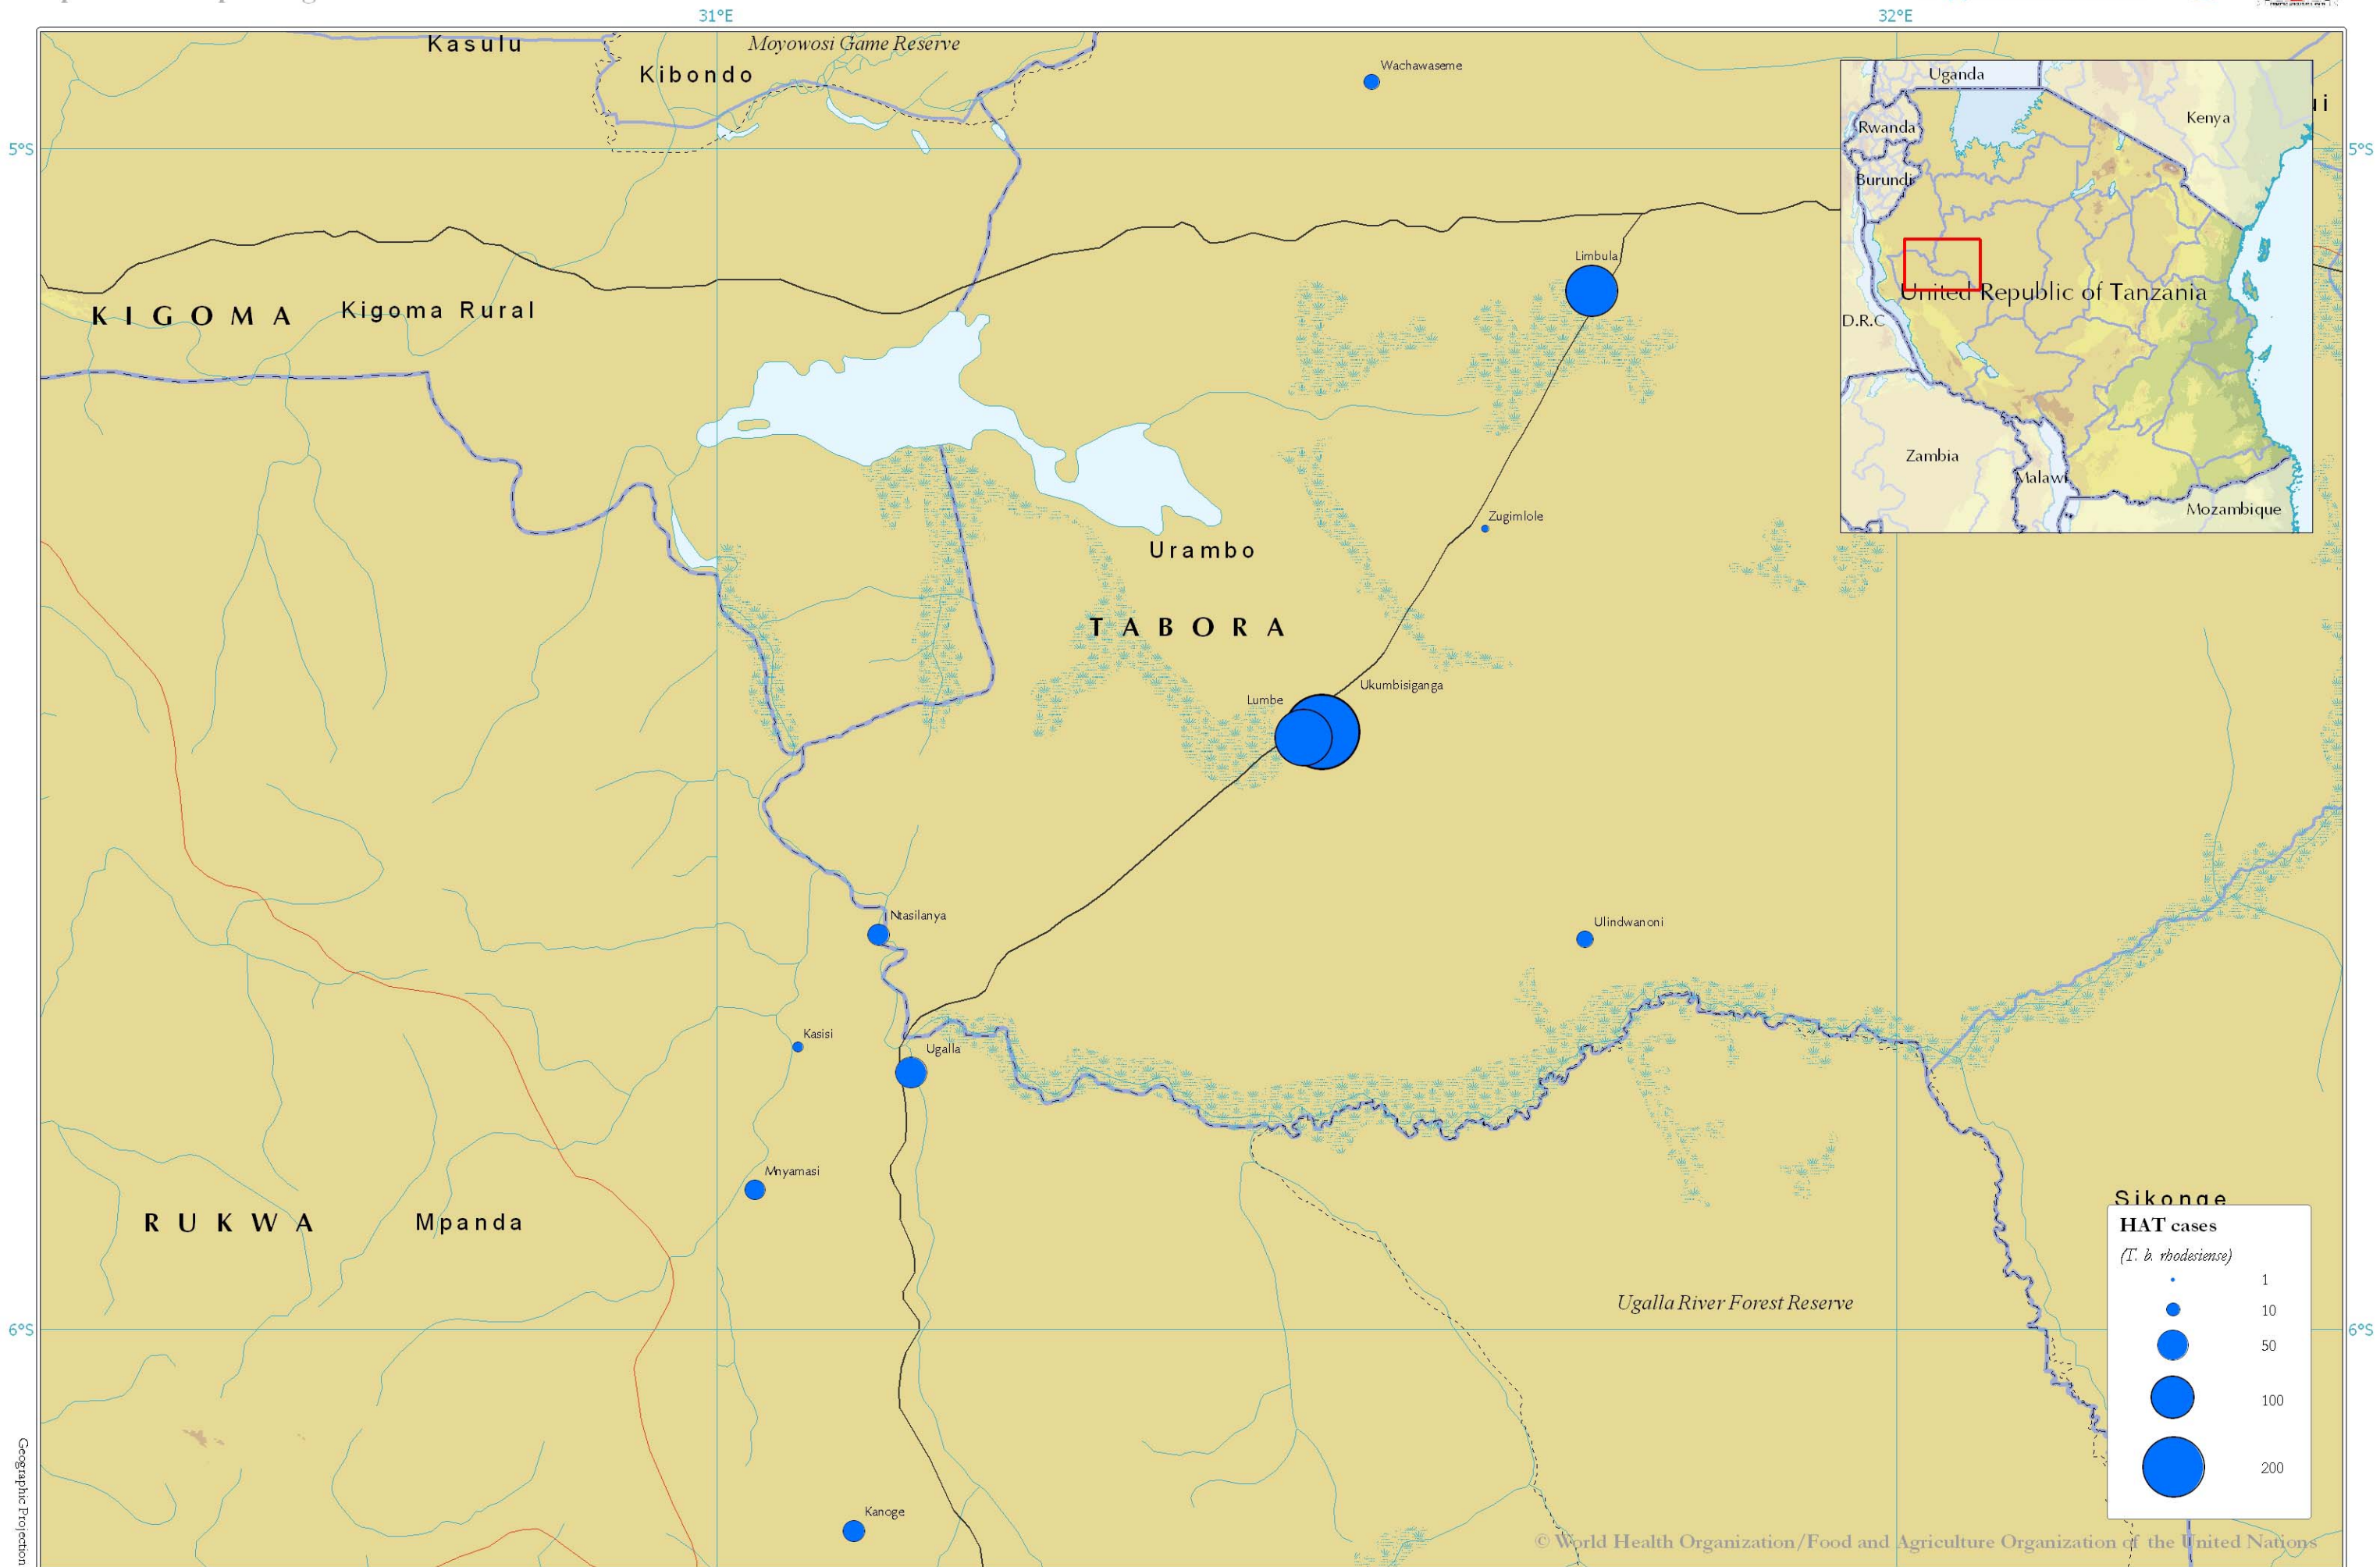 31°E
32°E
Kasulu
Moyowosi Game Reserve
Kibondo
Wachawaseme
Uganda
Kenya
Rwanda
Burundi
5°S
5°S
United Republic of Tanzania
D.R.C
Zambia
Malawi
Mozambique
Limbula
KIGOMA
Kigoma Rural
Zugimlole
Urambo
TABORA
Lumbe
Ukumbisiganga
Ntasilanya
Ulindwanoni
Kasisi
Ugalla
Mnyamasi
RUKWA
Mpanda
Sikonge
HAT cases
(T. b. rhodesiense)
1
10
50
100
200
Ugalla River Forest Reserve
6°S
6°S
Kanoge
Geographic Projection
© World Health Organization/Food and Agriculture Organization of the United Nations